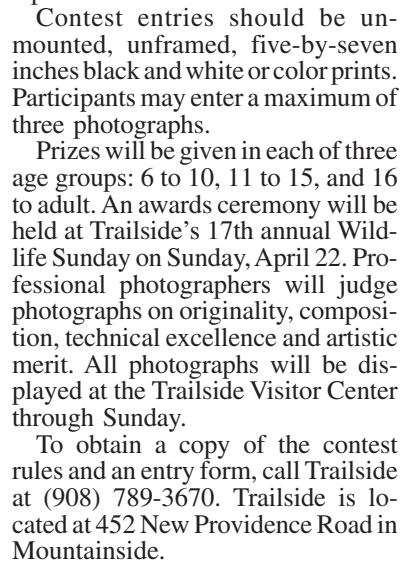 Contest entries should be un-
mounted, unframed, five-by-seven
inches black and white or color prints.
Participants may enter a maximum of
three photographs.
Prizes will be given in each of three
age groups: 6 to 10, 11 to 15, and 16
to adult. An awards ceremony will be
held at Trailside's 17th annual Wild-
life Sunday on Sunday, April 22. Pro-
fessional photographers will judge
photographs on originality, composi-
tion, technical excellence and artistic
merit. All photographs will be dis-
played at the Trailside Visitor Center
through Sunday.
To obtain a copy of the contest
rules and an entry form, call Trailside
at (908) 789-3670. Trailside is lo-
cated at 452 New Providence Road in
Mountainside.